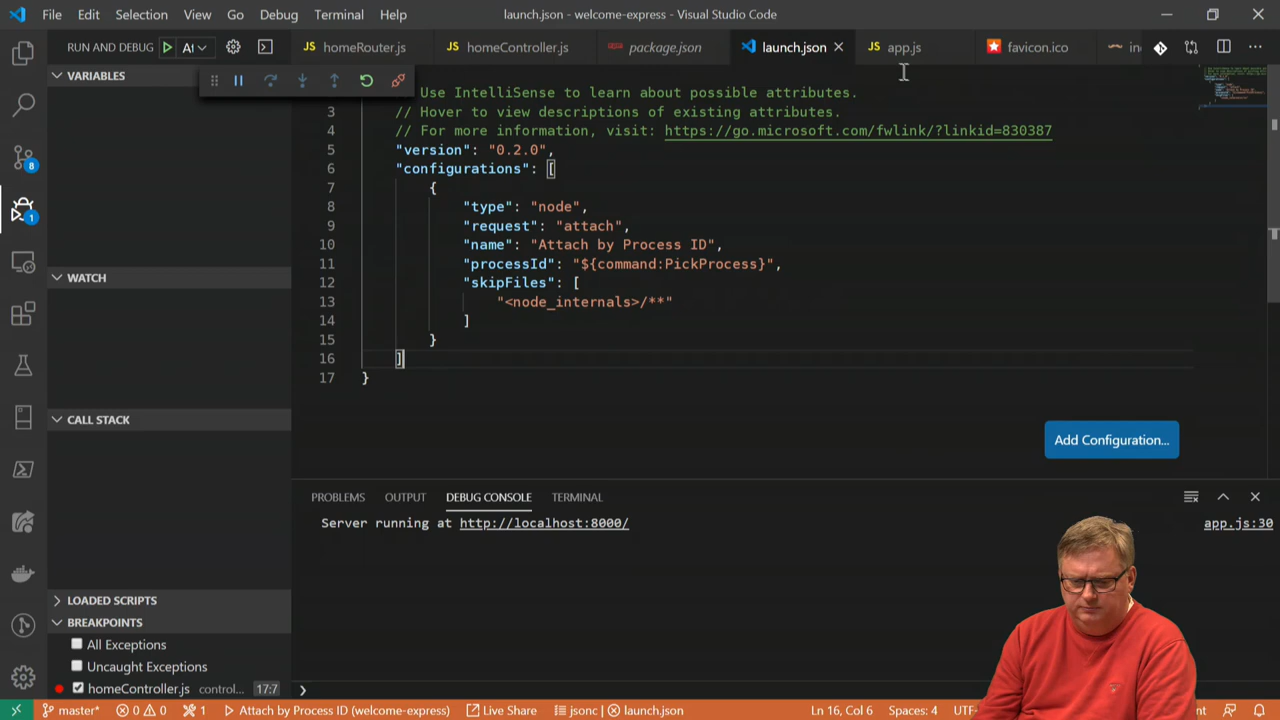 File Edit Selection View Go Debug Terminal Help
launch.json - welcome-express - Visual Studio Code
RUN AND DEBUG
homeRouter.js
homeController.js
package.json
launch.json
app.js
favicon.ico
VARIABLES
Use IntelliSense to learn about possible attributes.
3 // Hover to view descriptions of existing attributes.
4 // For more information, visit: https://go.microsoft.com/fwlink/?linkid=830387
5 "version": "0.2.0",
6 "configurations": [
7 {
8 "type": "node",
9 "request": "attach",
10 "name": "Attach by Process ID",
11 "processId": "${command:PickProcess}",
12 "skipFiles": [
13 "<node_internals>/**"
14 ]
15 }
16 ]
17 }
8
1
WATCH
CALL STACK
Add Configuration...
PROBLEMS OUTPUT DEBUG CONSOLE TERMINAL
Server running at http://localhost:8000/
app.js:30
LOADED SCRIPTS
BREAKPOINTS
All Exceptions
Uncaught Exceptions
homeController.js control... 17:7
master* 0 0 1 Attach by Process ID (welcome-express) Live Share jsonc launch.json Ln 16, Col 6 Spaces: 4